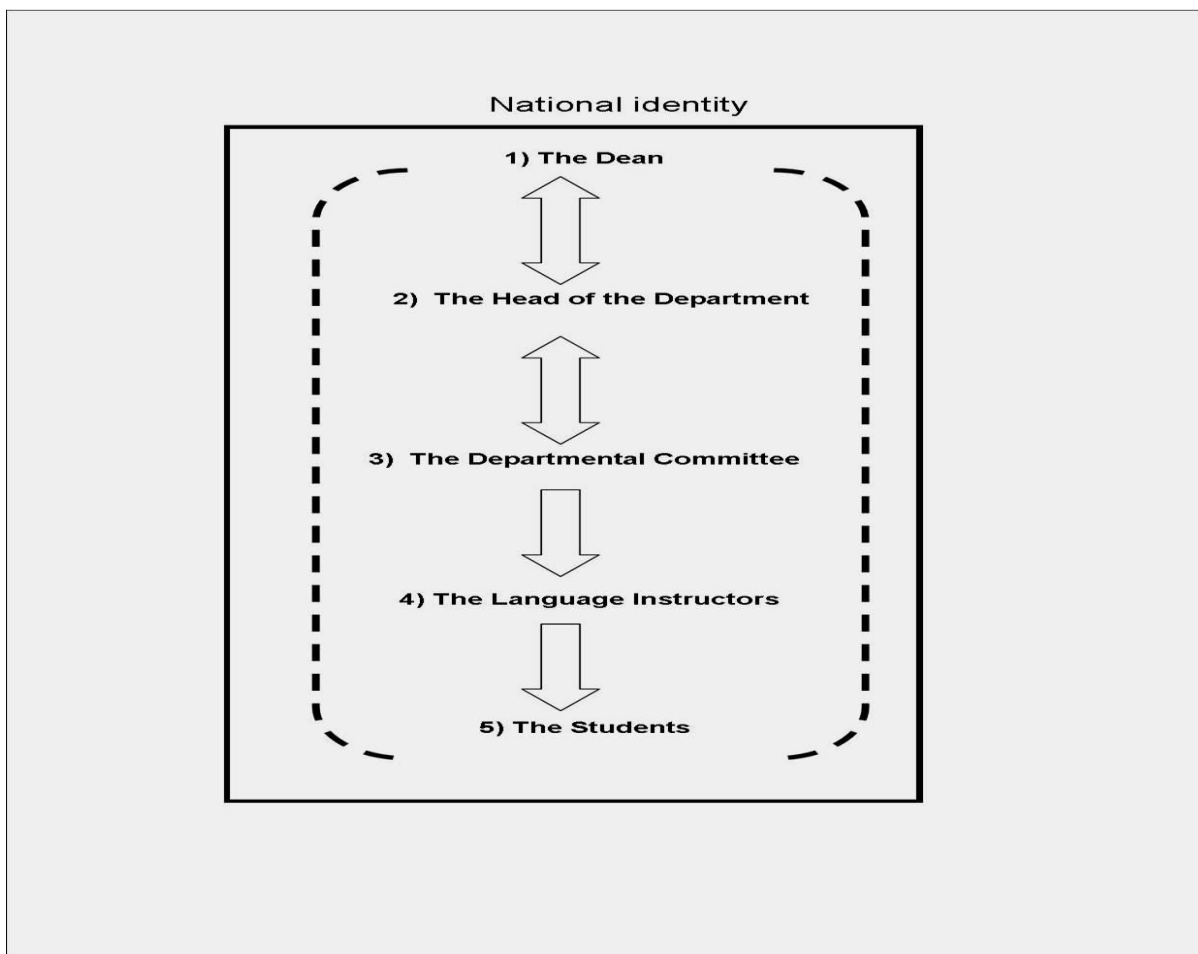 National identity
1) The Dean
2) The Head of the Department
3) The Departmental Committee
4) The Language Instructors
5) The Students